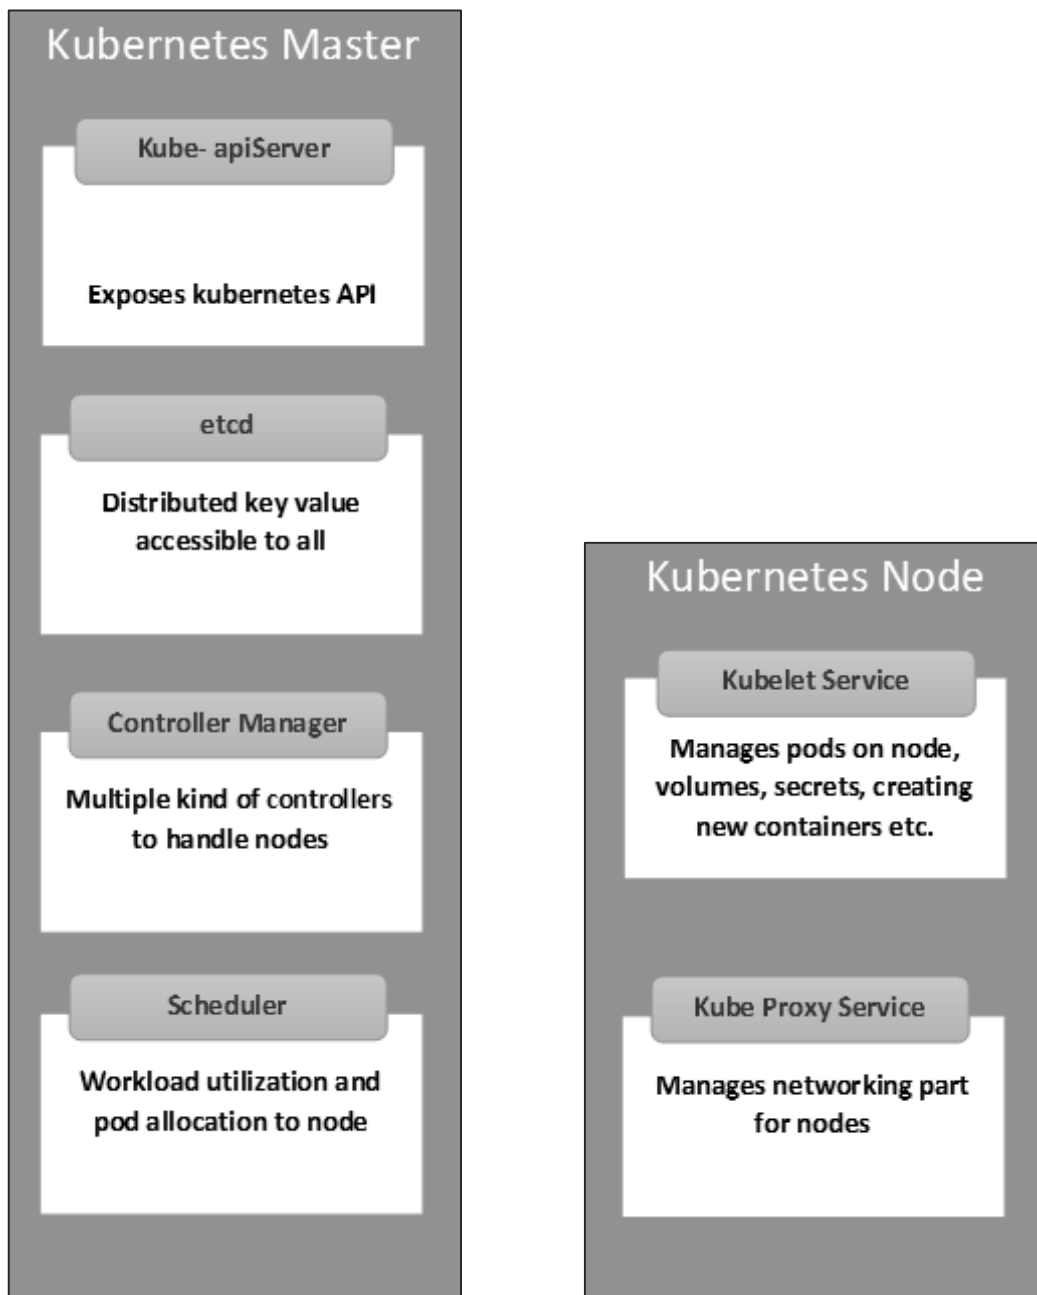 Kubernetes Master
Kube- apiServer
Exposes kubernetes API
etcd
Distributed key value
accessible to all
Controller Manager
Multiple kind of controllers
to handle nodes
Scheduler
Workload utilization and
pod allocation to node
Kubernetes Node
Kubelet Service
Manages pods on node,
volumes, secrets, creating
new containers etc.
Kube Proxy Service
Manages networking part
for nodes